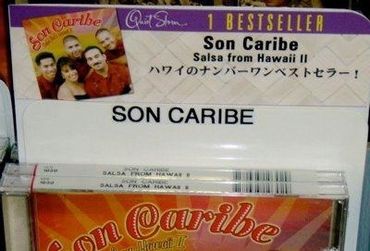 Son Caribe
Quiet Storm
1 BESTSELLER
Son Caribe
Salsa from Hawaii II
ハワイのナンバーワンベストセラー！
SON CARIBE
SON CARIBE
SALSA FROM HAWAII II
SON CARIBE
SALSA FROM HAWAII II
Son Caribe